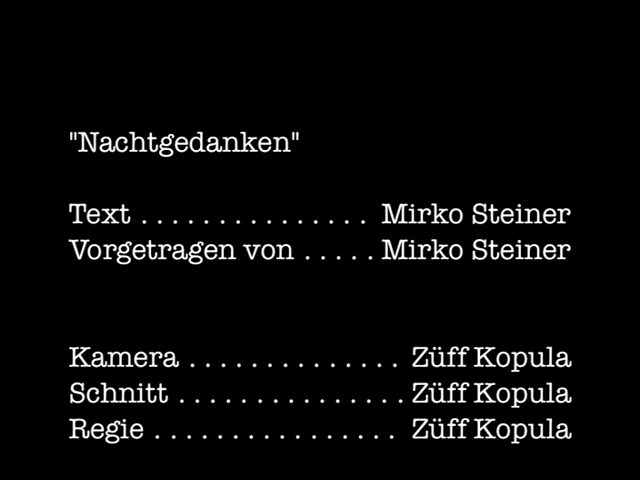 "Nachtgedanken"
Text . . . . . . . . . . . . . . . Mirko Steiner
Vorgetragen von . . . . . Mirko Steiner
Kamera . . . . . . . . . . . . . . Züff Kopula
Schnitt . . . . . . . . . . . . . . . Züff Kopula
Regie . . . . . . . . . . . . . . . . Züff Kopula